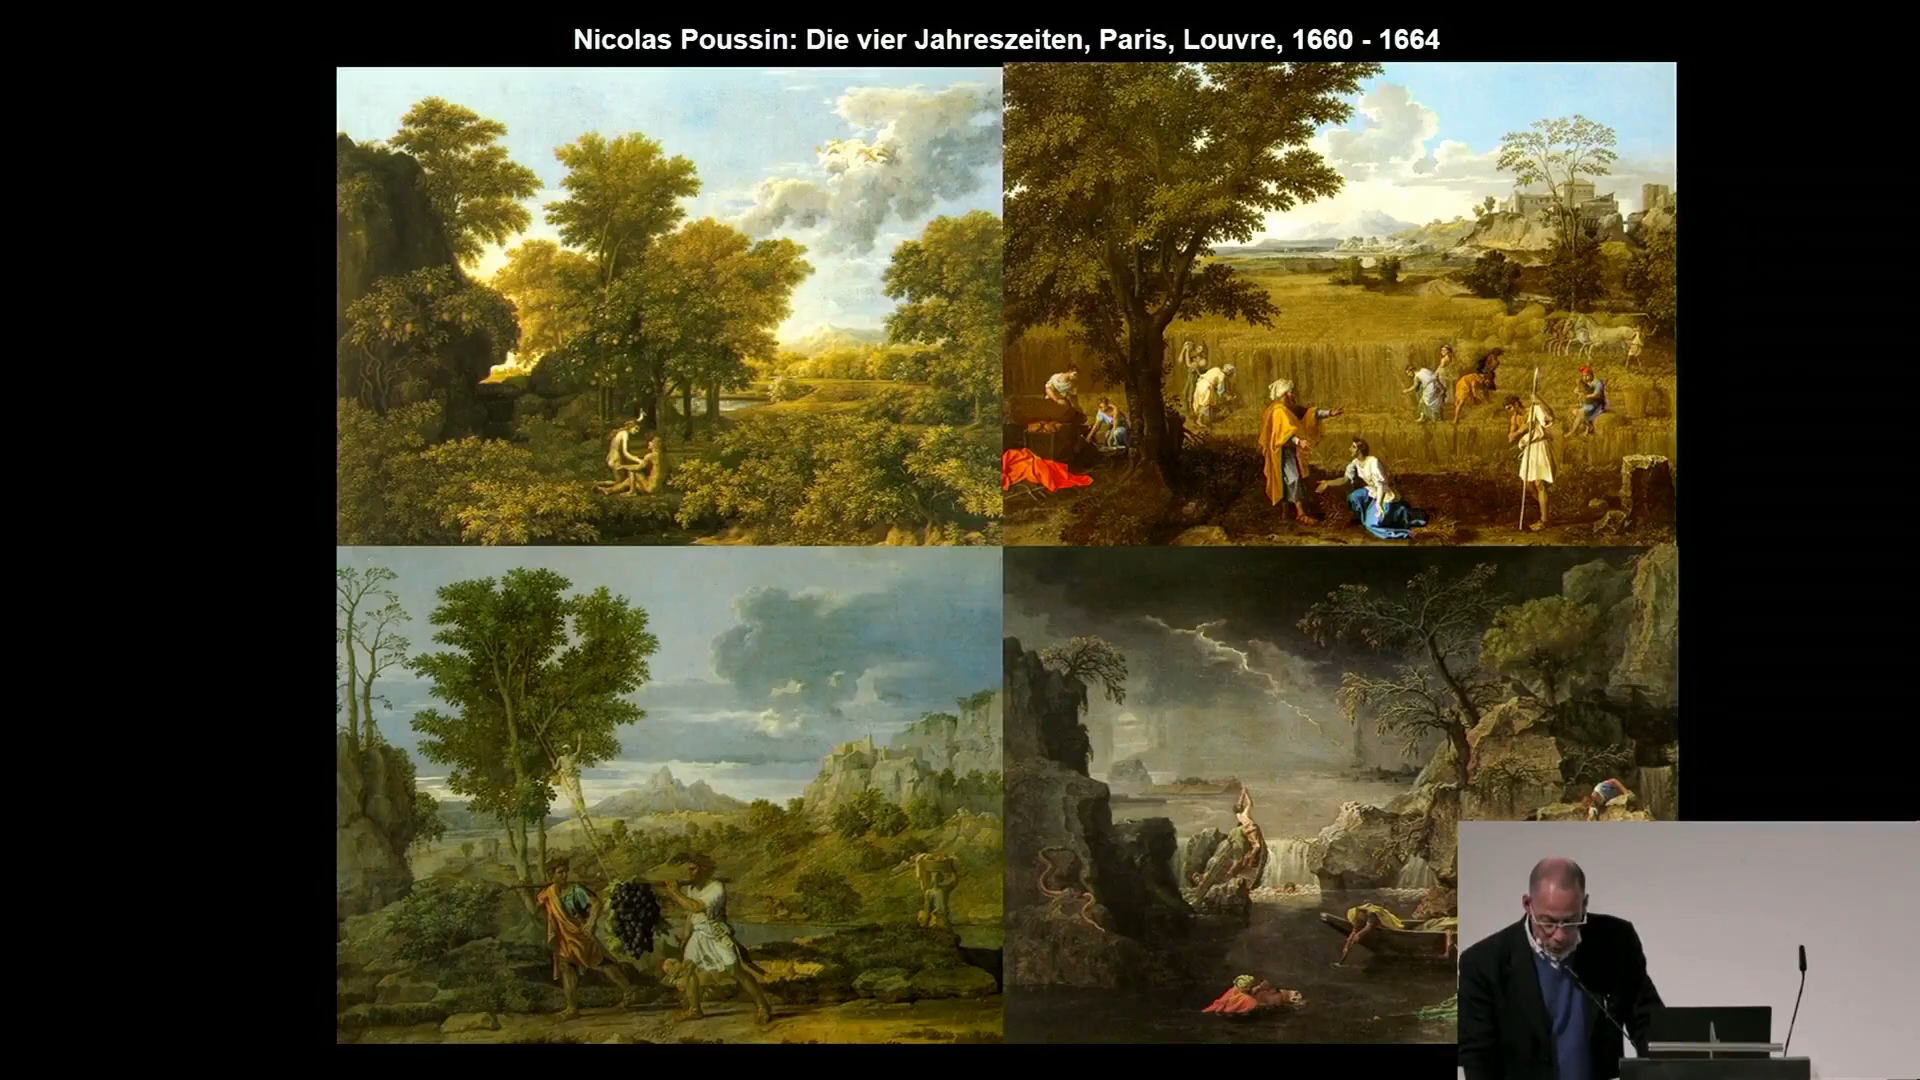 Nicolas Poussin: Die vier Jahreszeiten, Paris, Louvre, 1660 - 1664